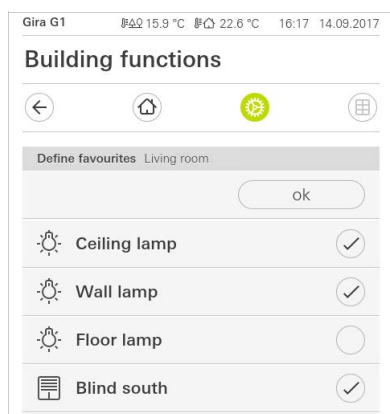 Gira G1 15.9 °C 22.6 °C 16:17 14.09.2017
Building functions
Define favourites Living room
ok
Ceiling lamp
Wall lamp
Floor lamp
Blind south